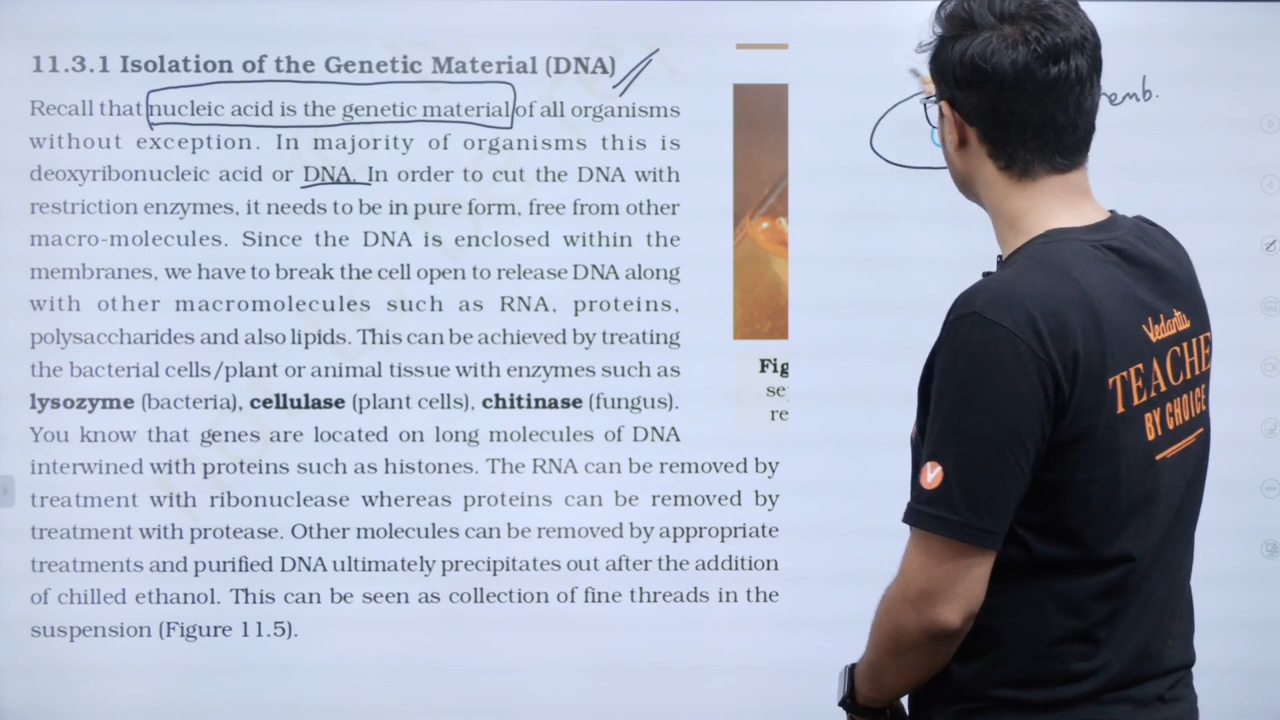 11.3.1 Isolation of the Genetic Material (DNA)
Recall that nucleic acid is the genetic material of all organisms
without exception. In majority of organisms this is
deoxyribonucleic acid or DNA. In order to cut the DNA with
restriction enzymes, it needs to be in pure form, free from other
macro-molecules. Since the DNA is enclosed within the
membranes, we have to break the cell open to release DNA along
with other macromolecules such as RNA, proteins,
polysaccharides and also lipids. This can be achieved by treating
the bacterial cells/plant or animal tissue with enzymes such as
lysozyme (bacteria), cellulase (plant cells), chitinase (fungus).
You know that genes are located on long molecules of DNA
interwined with proteins such as histones. The RNA can be removed by
treatment with ribonuclease whereas proteins can be removed by
treatment with protease. Other molecules can be removed by appropriate
treatments and purified DNA ultimately precipitates out after the addition
of chilled ethanol. This can be seen as collection of fine threads in the
suspension (Figure 11.5).
Fig
se
re
emb.
Vedantu
TEACHE
BY CHOICE